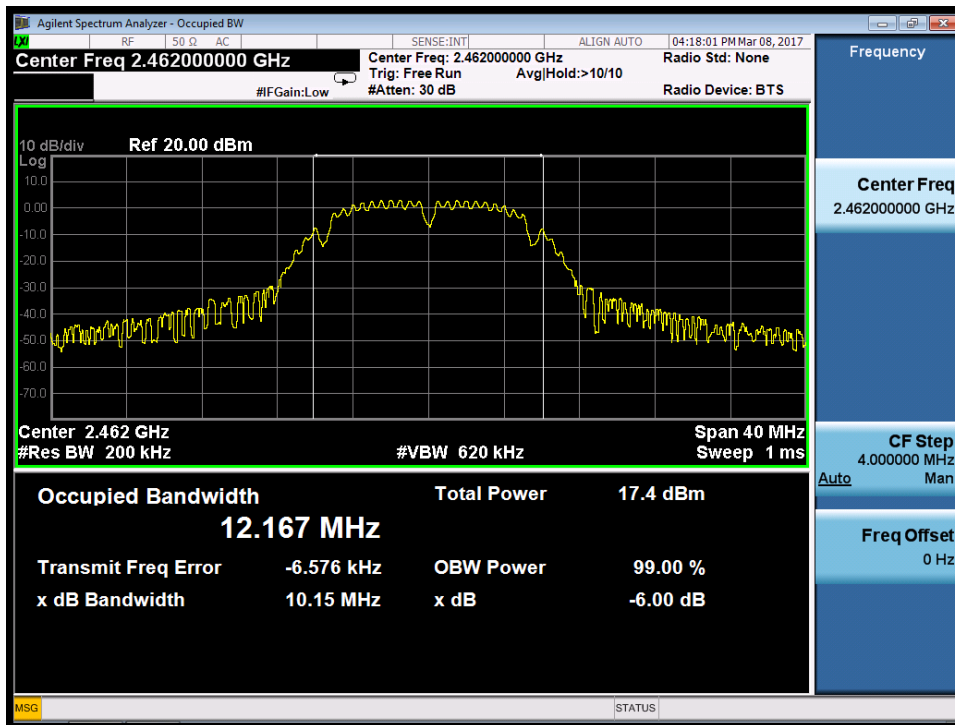 Agilent Spectrum Analyzer - Occupied BW
LXI RF 50 Ω AC SENSE:INT ALIGN AUTO 04:18:01 PM Mar 08, 2017
Center Freq 2.462000000 GHz
Center Freq: 2.462000000 GHz
Radio Std: None
Trig: Free Run Avg|Hold:>10/10
#IFGain:Low
#Atten: 30 dB
Radio Device: BTS
Frequency
10 dB/div Ref 20.00 dBm
Log
10.0
0.00
-10.0
-20.0
-30.0
-40.0
-50.0
-60.0
-70.0
Center 2.462 GHz Span 40 MHz
#Res BW 200 kHz #VBW 620 kHz Sweep 1 ms
Center Freq
2.462000000 GHz
CF Step
4.000000 MHz
Auto Man
Freq Offset
0 Hz
Occupied Bandwidth Total Power 17.4 dBm
12.167 MHz
Transmit Freq Error -6.576 kHz OBW Power 99.00 %
x dB Bandwidth 10.15 MHz x dB -6.00 dB
MSG STATUS